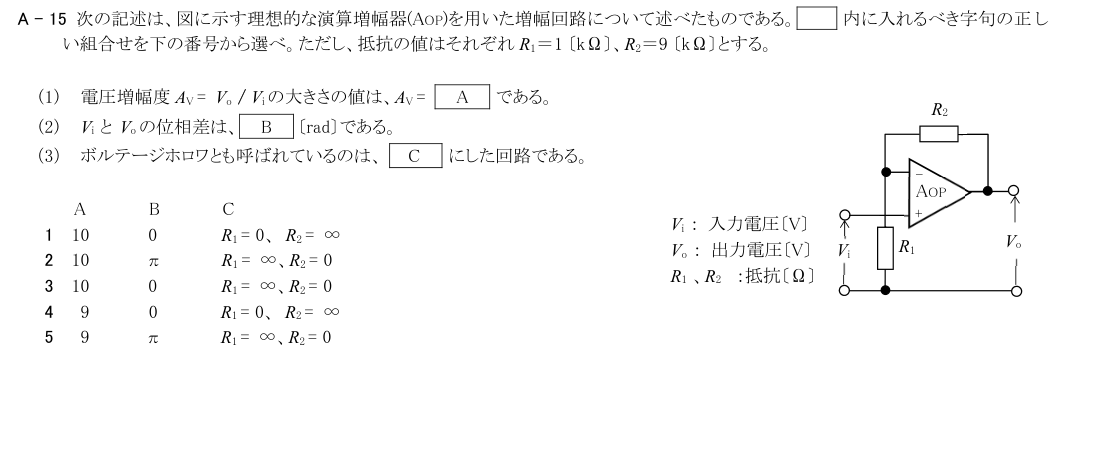 A－15 次の記述は、図に示す理想的な演算増幅器(AOP)を用いた増幅回路について述べたものである。 内に入れるべき字句の正し
い組合せを下の番号から選べ。ただし、抵抗の値はそれぞれ R1＝1〔kΩ〕、R2＝9〔kΩ〕とする。
(1) 電圧増幅度 AV= Vo / Viの大きさの値は、AV= A である。
(2) ViとVoの位相差は、 B 〔rad〕である。
(3) ボルテージホロワとも呼ばれているのは、 C にした回路である。
A B C
1 10 0 R1= 0、 R2= ∞
2 10 π R1= ∞、R2= 0
3 10 0 R1= ∞、R2= 0
4 9 0 R1= 0、 R2= ∞
5 9 π R1= ∞、R2= 0
R2
－
AOP
+
R1
Vi
Vo
Vi： 入力電圧〔V〕
Vo： 出力電圧〔V〕
R1 、R2 ：抵抗〔Ω〕